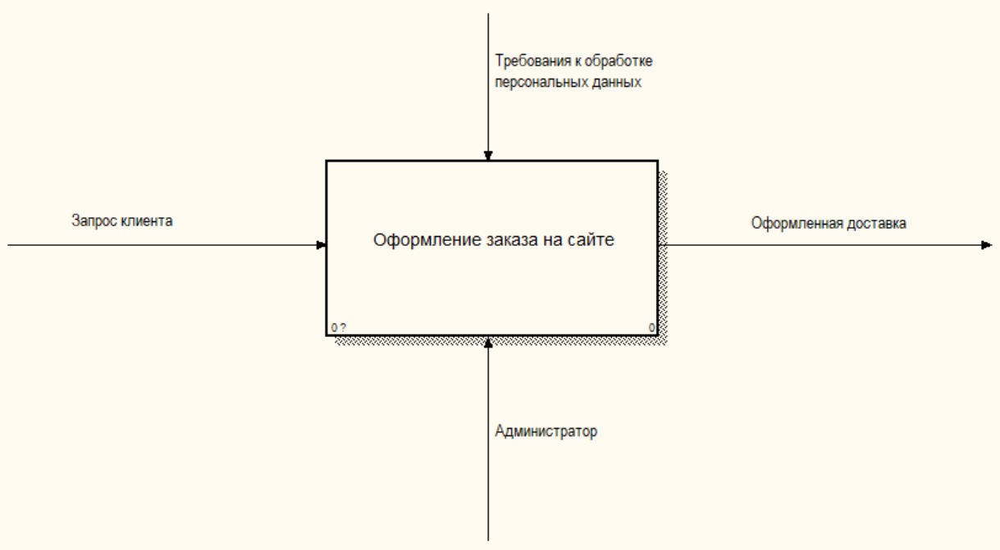 Требования к обработке
персональных данных
Запрос клиента
Оформление заказа на сайте
Оформленная доставка
0 ?
0
Администратор